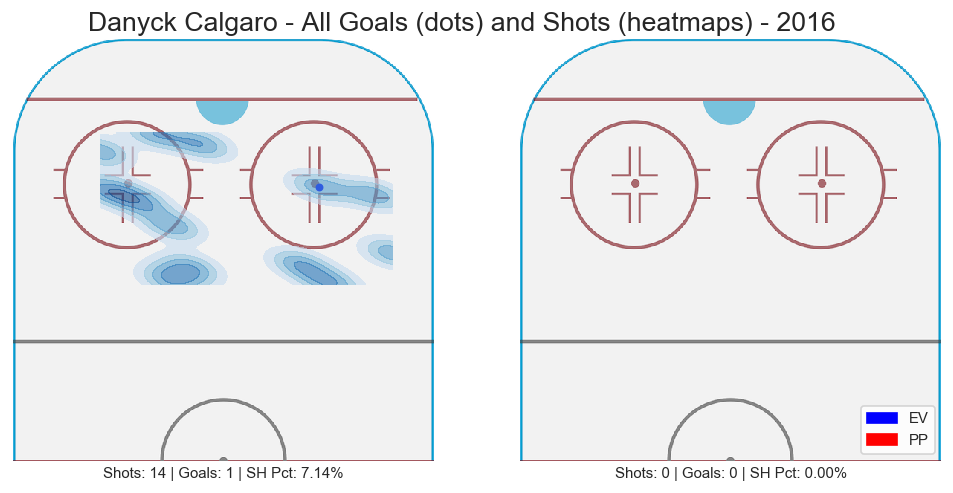 Danyck Calgaro - All Goals (dots) and Shots (heatmaps) - 2016
EV
PP
Shots: 14 | Goals: 1 | SH Pct: 7.14%
Shots: 0 | Goals: 0 | SH Pct: 0.00%